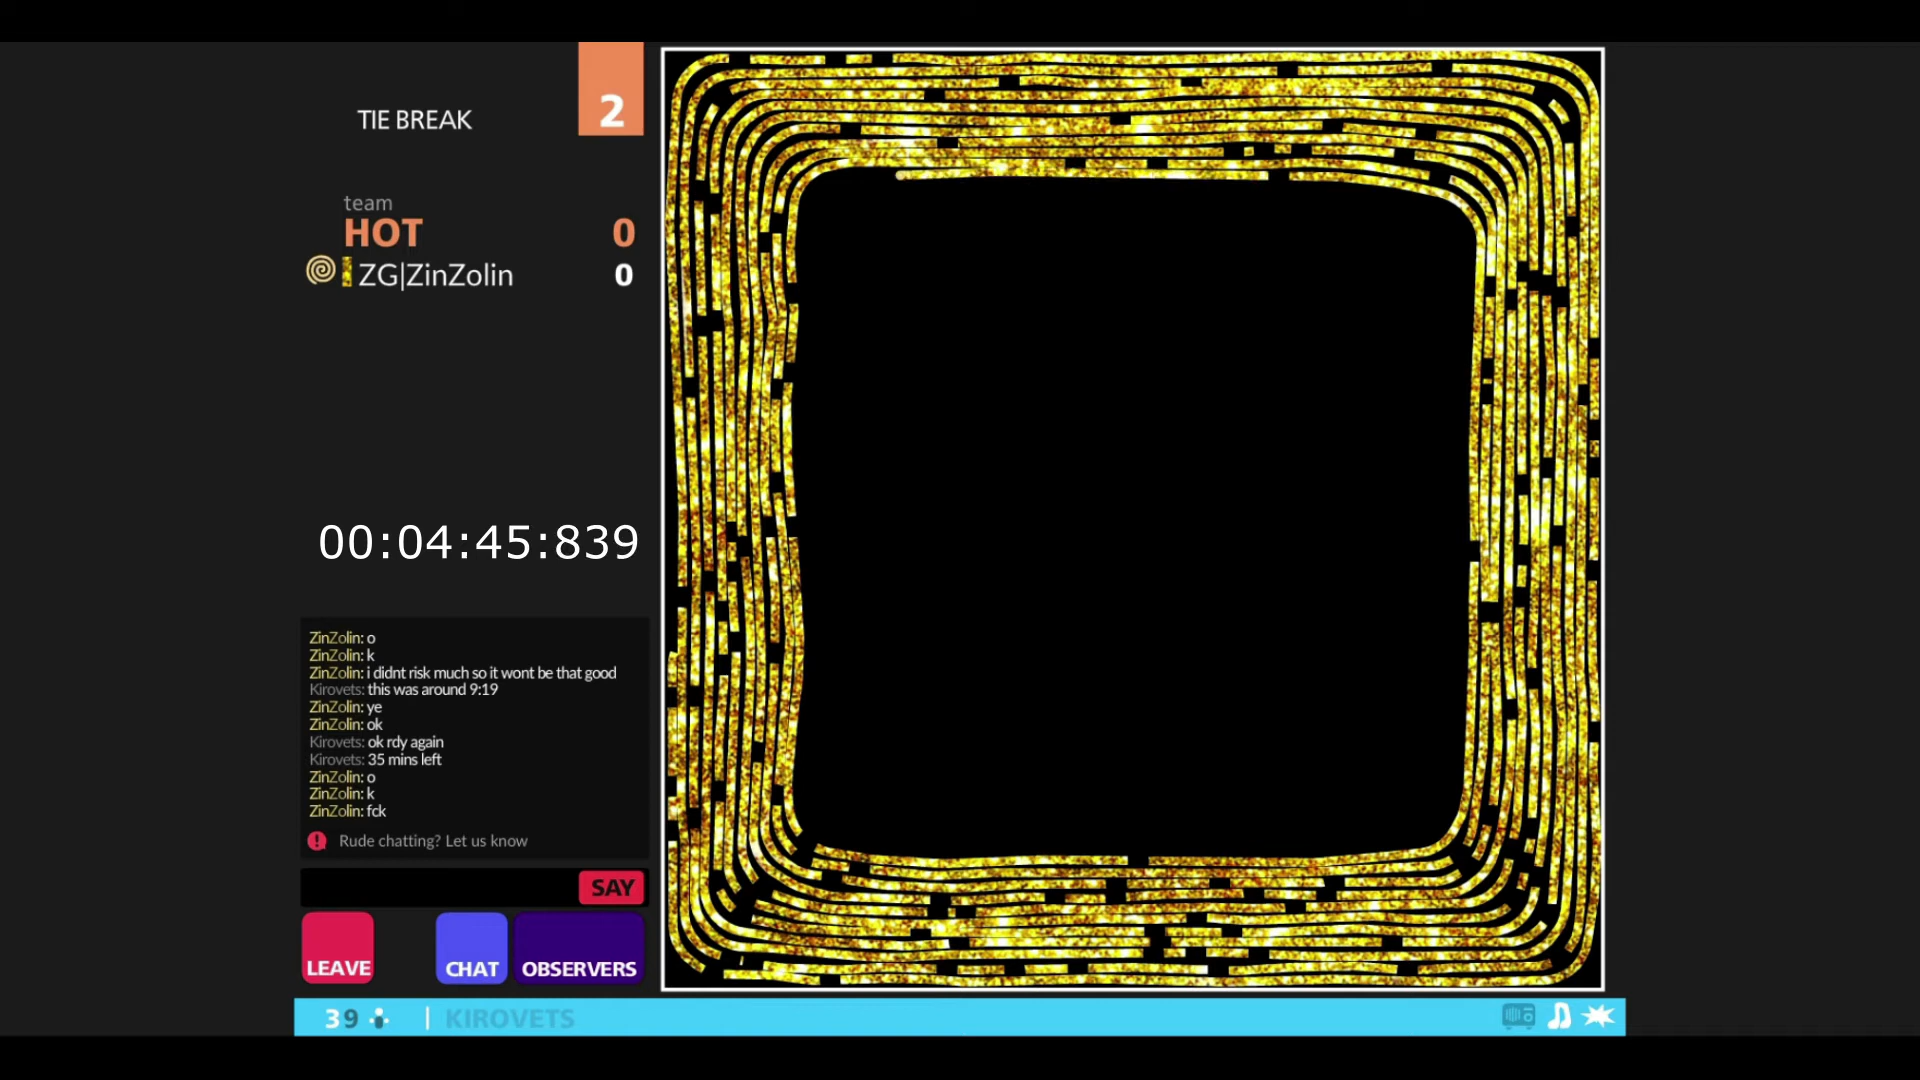 TIE BREAK
2
team
HOT 0
ZG|ZinZolin 0
00:04:45:839
ZinZolin: o
ZinZolin: k
ZinZolin: i didnt risk much so it wont be that good
Kirovets: this was around 9:19
ZinZolin: ye
ZinZolin: ok
Kirovets: ok rdy again
Kirovets: 35 mins left
ZinZolin: o
ZinZolin: k
ZinZolin: fck
! Rude chatting? Let us know
SAY
LEAVE CHAT OBSERVERS
39 | KIROVETS